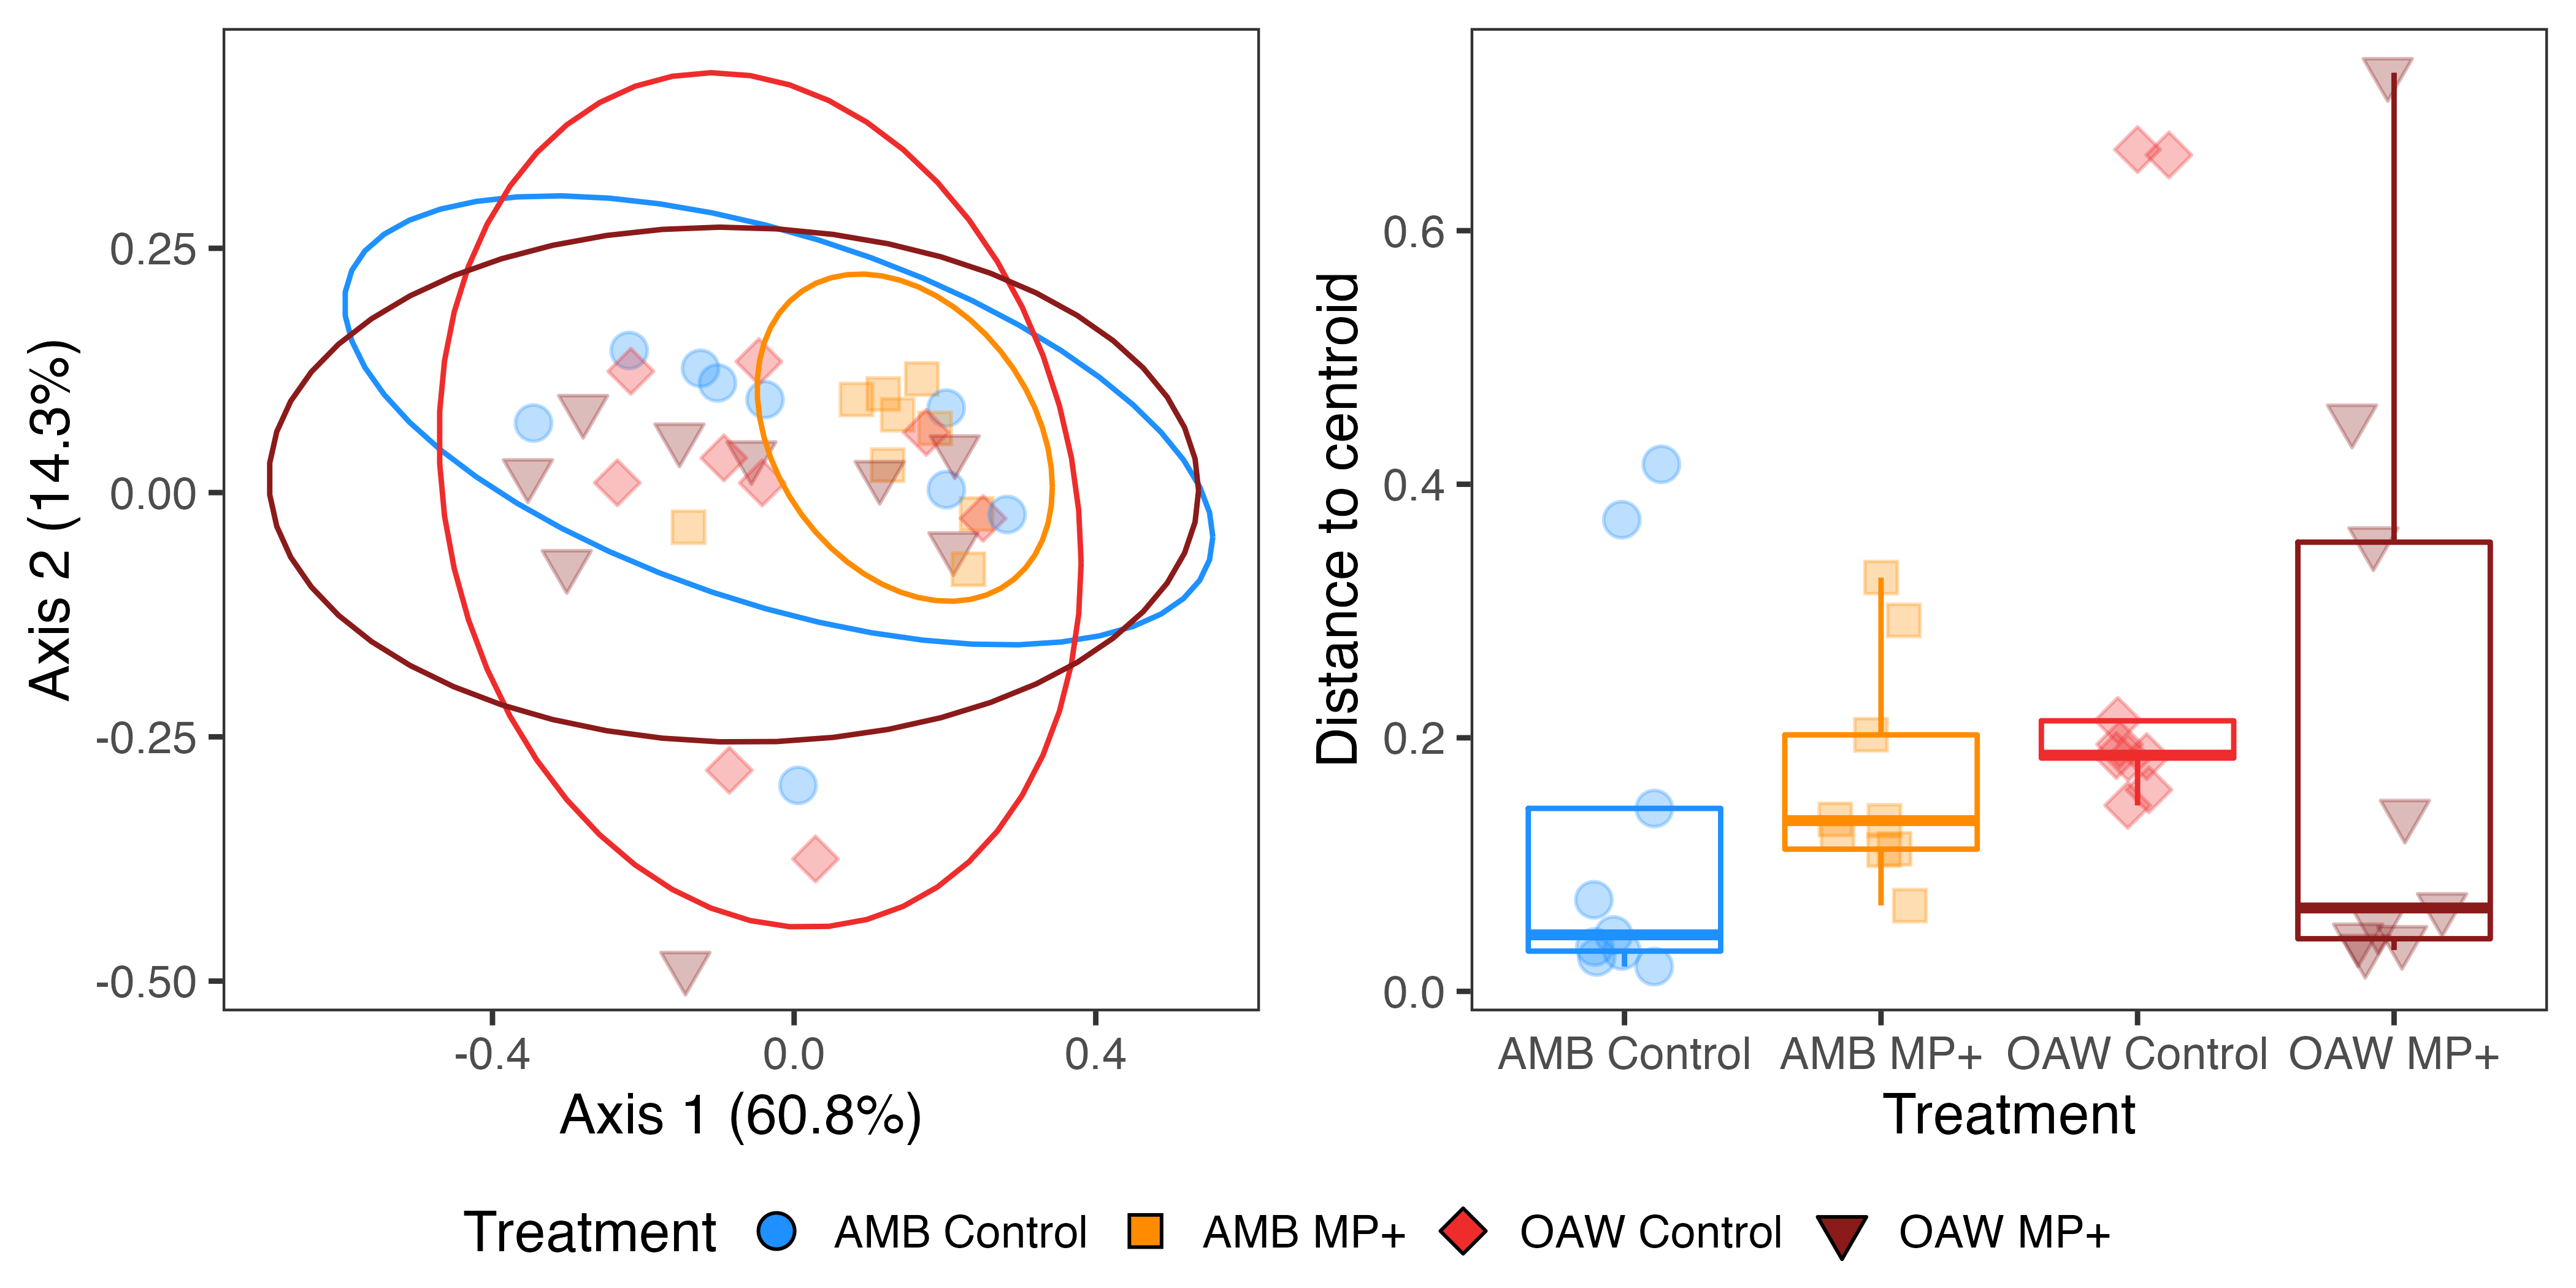 Axis 2 (14.3%)
0.25
0.00
-0.25
-0.50
-0.4 0.0 0.4
Axis 1 (60.8%)
Distance to centroid
0.6
0.4
0.2
0.0
AMB Control AMB MP+ OAW Control OAW MP+
Treatment
Treatment AMB Control AMB MP+ OAW Control OAW MP+